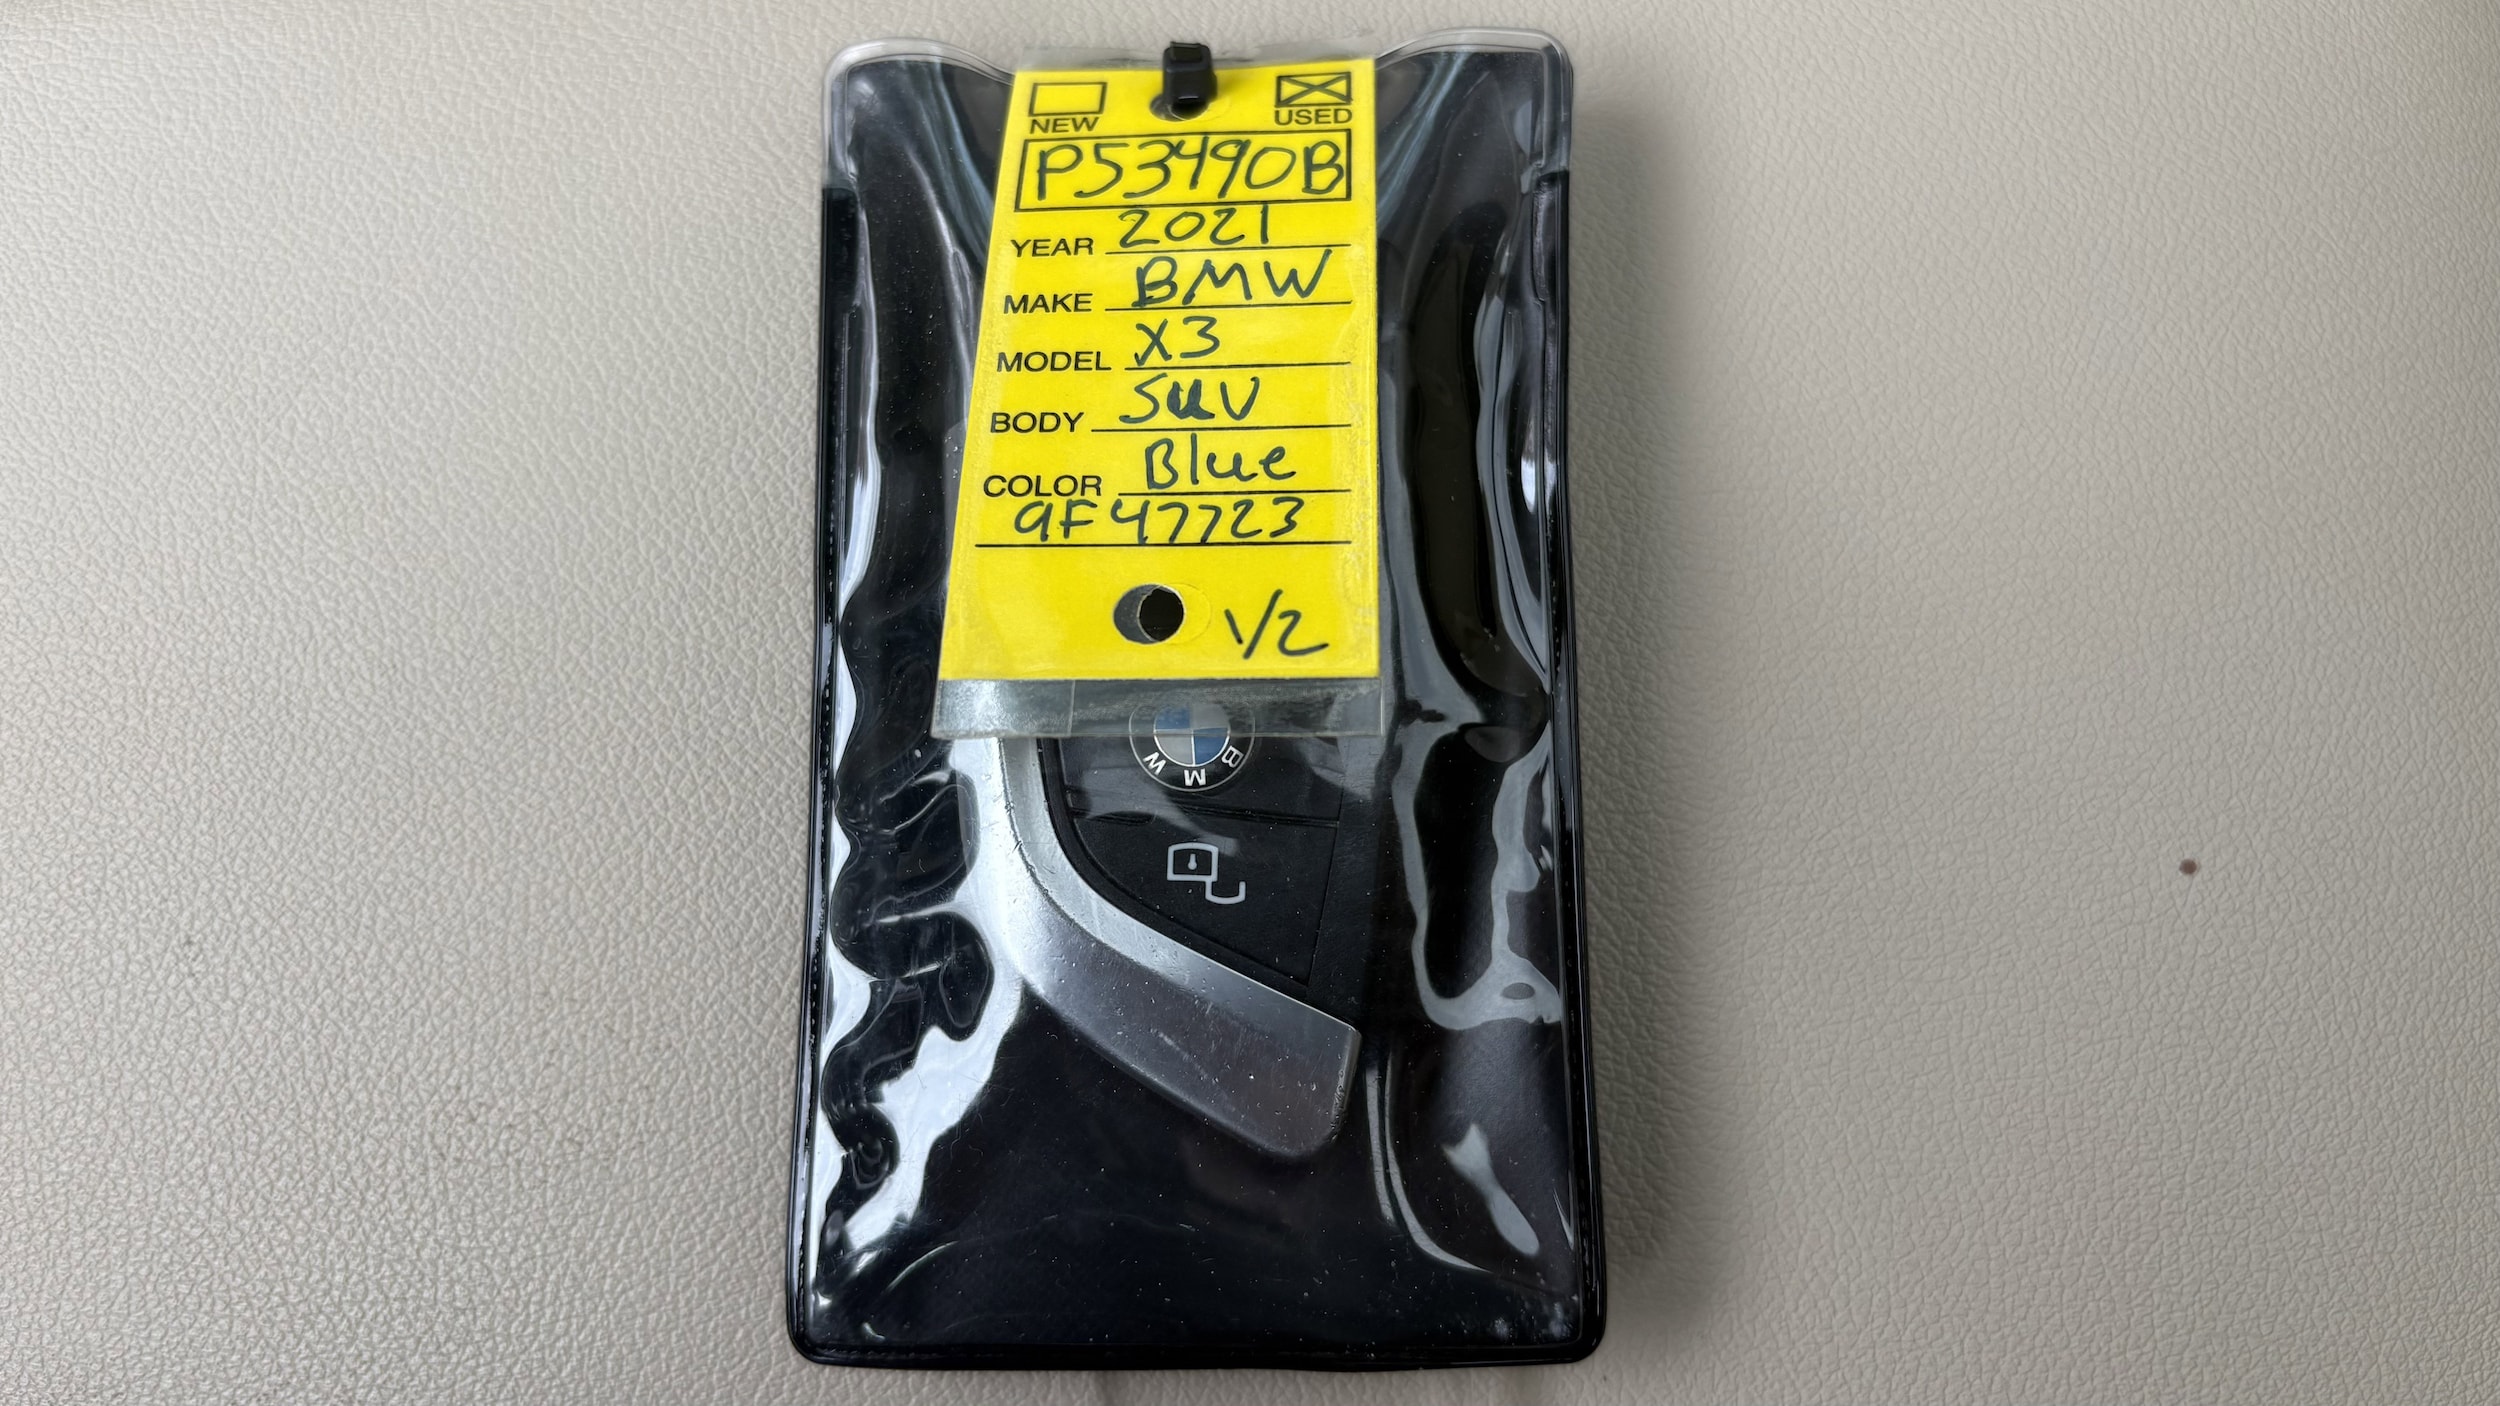 NEW USED
P53490B
YEAR 2021
MAKE BMW
MODEL X3
BODY SUV
COLOR Blue
9F47723
1/2
BMW